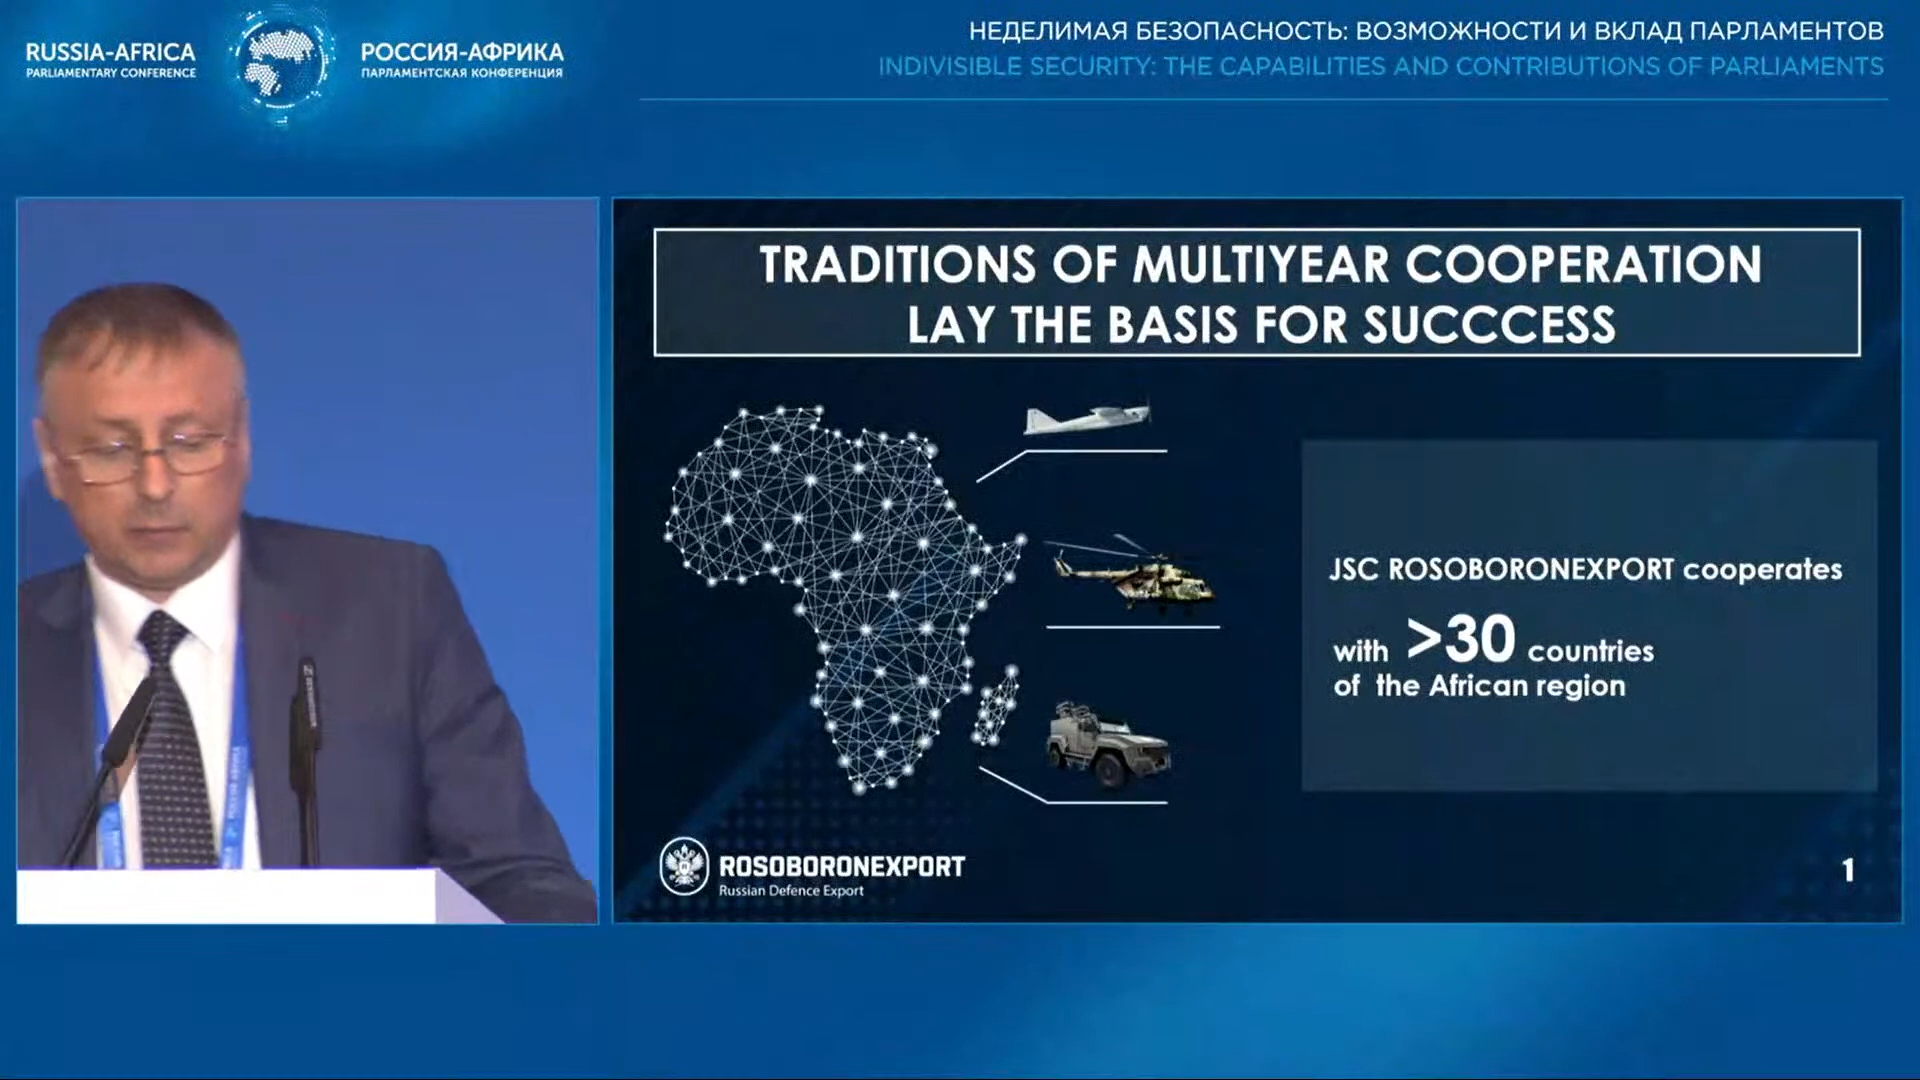 RUSSIA-AFRICA
PARLIAMENTARY CONFERENCE
РОССИЯ-АФРИКА
ПАРЛАМЕНТСКАЯ КОНФЕРЕНЦИЯ
НЕДЕЛИМАЯ БЕЗОПАСНОСТЬ: ВОЗМОЖНОСТИ И ВКЛАД ПАРЛАМЕНТОВ
INDIVISIBLE SECURITY: THE CAPABILITIES AND CONTRIBUTIONS OF PARLIAMENTS
TRADITIONS OF MULTIYEAR COOPERATION
LAY THE BASIS FOR SUCCCESS
JSC ROSOBORONEXPORT cooperates
with >30 countries
of the African region
ROSOBORONEXPORT
Russian Defence Export
1